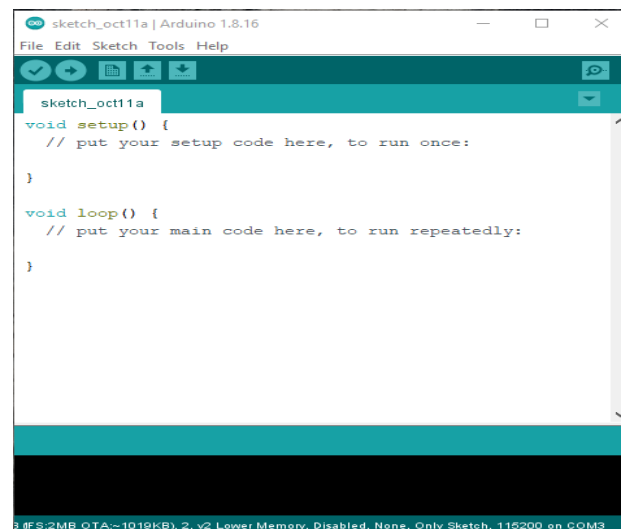 sketch_oct11a | Arduino 1.8.16
File Edit Sketch Tools Help
sketch_oct11a
void setup() {
// put your setup code here, to run once:
}
void loop() {
// put your main code here, to run repeatedly:
}
(FS:2MB OTA:~1019KB), 2, v2 Lower Memory, Disabled, None, Only Sketch, 115200 on COM3